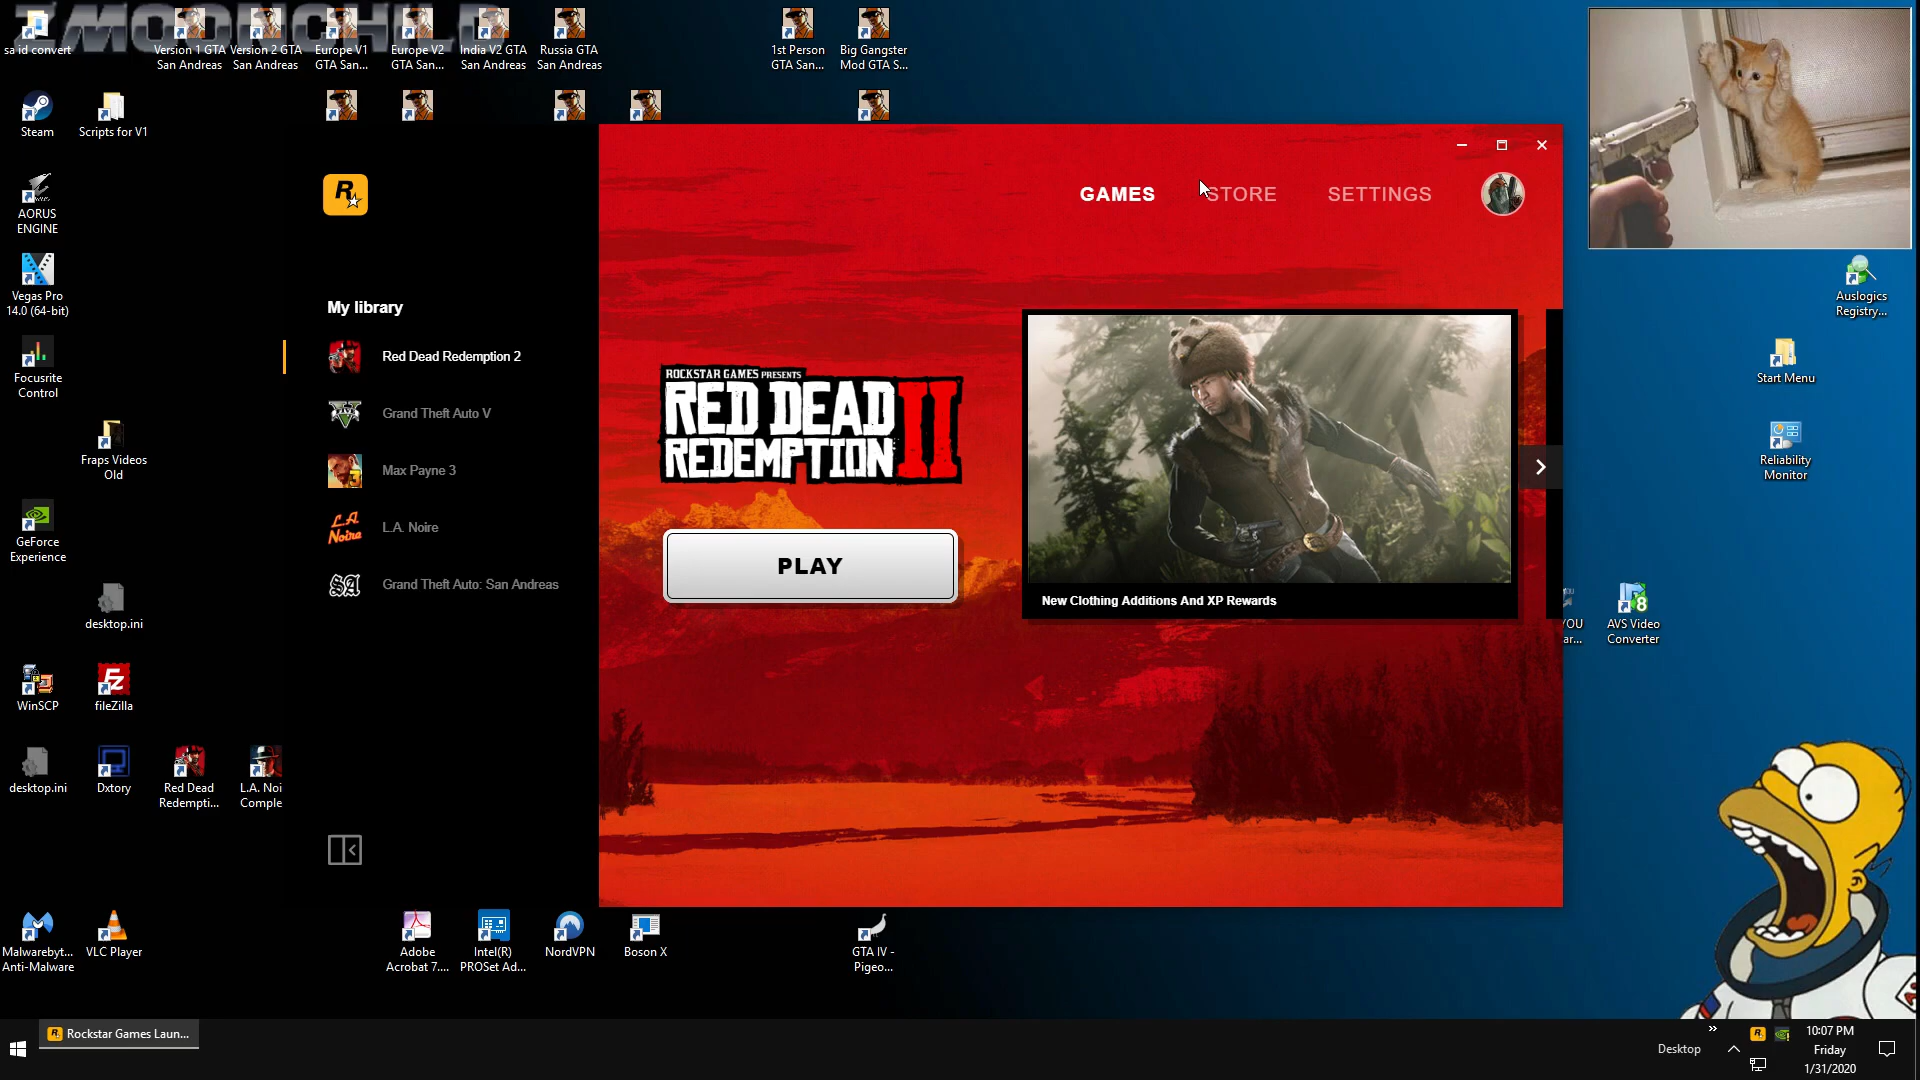 ZMOONCHILD
sa id convert
Version 1 GTA
San Andreas
Version 2 GTA
San Andreas
Europe V1
GTA San...
Europe V2
GTA San...
India V2 GTA
San Andreas
Russia GTA
San Andreas
1st Person
GTA San...
Big Gangster
Mod GTA S...
Steam
Scripts for V1
AORUS
ENGINE
Vegas Pro
14.0 (64-bit)
Focusrite
Control
Fraps Videos
Old
GeForce
Experience
desktop.ini
WinSCP
fileZilla
desktop.ini
Dxtory
Red Dead
Redempti...
L.A. Noi
Comple
Malwarebyt...
Anti-Malware
VLC Player
R
My library
Red Dead Redemption 2
Grand Theft Auto V
Max Payne 3
L.A. Noire
Grand Theft Auto: San Andreas
GAMES
STORE
SETTINGS
ROCKSTAR GAMES PRESENTS
RED DEAD
REDEMPTION II
PLAY
New Clothing Additions And XP Rewards
Auslogics
Registry...
Start Menu
Reliability
Monitor
YOU
ar...
AVS Video
Converter
Adobe
Acrobat 7....
Intel(R)
PROSet Ad...
NordVPN
Boson X
GTA IV -
Pigeo...
Rockstar Games Laun...
Desktop
10:07 PM
Friday
1/31/2020